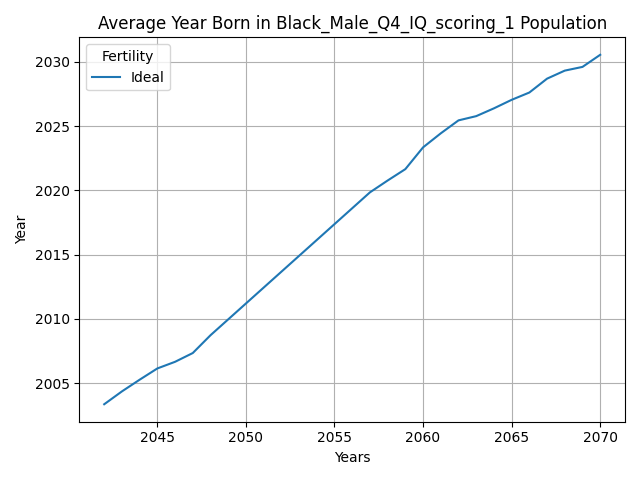 Average Year Born in Black_Male_Q4_IQ_scoring_1 Population
Fertility
Ideal
Year
2030
2025
2020
2015
2010
2005
2045 2050 2055 2060 2065 2070
Years